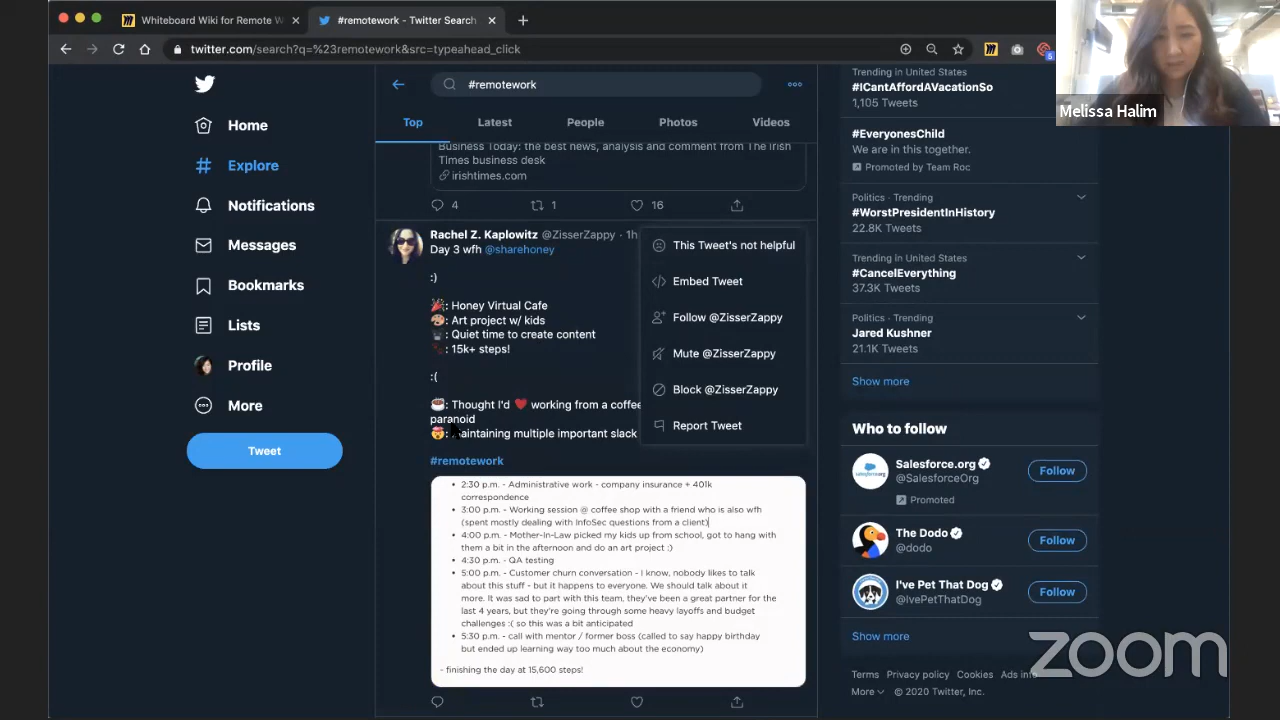 Whiteboard Wiki for Remote W
#remotework - Twitter Search
twitter.com/search?q=%23remotework&src=typeahead_click
Melissa Halim
Home
Explore
Notifications
Messages
Bookmarks
Lists
Profile
More
Tweet
#remotework
Top
Latest
People
Photos
Videos
Business Today: the best news, analysis and comment from The Irish
Times business desk
irishtimes.com
4
1
16
Rachel Z. Kaplowitz @ZisserZappy · 1h
Day 3 wfh @sharehoney
:)
: Honey Virtual Cafe
: Art project w/ kids
: Quiet time to create content
: 15k+ steps!
:(
: Thought I'd ❤️ working from a coffee
paranoid
: Maintaining multiple important slack
#remotework
This Tweet's not helpful
Embed Tweet
Follow @ZisserZappy
Mute @ZisserZappy
Block @ZisserZappy
Report Tweet
• 2:30 p.m. - Administrative work - company insurance + 401k
correspondence
• 3:00 p.m. - Working session @ coffee shop with a friend who is also wfh
(spent mostly dealing with InfoSec questions from a client)
• 4:00 p.m. - Mother-In-Law picked my kids up from school, got to hang with
them a bit in the afternoon and do an art project :)
• 4:30 p.m. - QA testing
• 5:00 p.m. - Customer churn conversation - I know, nobody likes to talk
about this stuff - but it happens to everyone. We should talk about it
more. It was sad to part with this team, they've been a great partner for the
last 4 years, but they're going through some heavy layoffs and budget
challenges :( so this was a bit anticipated
• 5:30 p.m. - call with mentor / former boss (called to say happy birthday
but ended up learning way too much about the economy)
- finishing the day at 15,600 steps!
Trending in United States
#ICantAffordAVacationSo
1,105 Tweets
#EveryonesChild
We are in this together.
Promoted by Team Roc
Politics · Trending
#WorstPresidentInHistory
22.8K Tweets
Trending in United States
#CancelEverything
37.3K Tweets
Politics · Trending
Jared Kushner
21.1K Tweets
Show more
Who to follow
Salesforce.org
@SalesforceOrg
Follow
Promoted
The Dodo
@dodo
Follow
I've Pet That Dog
@IvePetThatDog
Follow
Show more
Terms Privacy policy Cookies Ads info
More © 2020 Twitter, Inc.
zoom